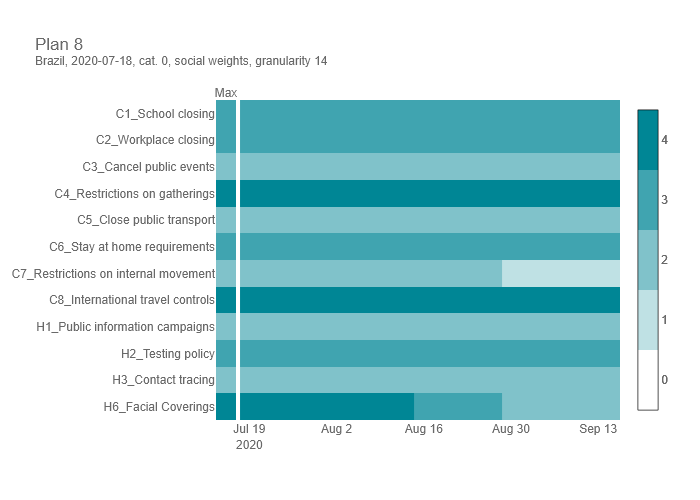 Plan 8
Brazil, 2020-07-18, cat. 0, social weights, granularity 14
Max
C1_School closing
C2_Workplace closing
C3_Cancel public events
C4_Restrictions on gatherings
C5_Close public transport
C6_Stay at home requirements
C7_Restrictions on internal movement
C8_International travel controls
H1_Public information campaigns
H2_Testing policy
H3_Contact tracing
H6_Facial Coverings
Jul 19 Aug 2 Aug 16 Aug 30 Sep 13
2020
4
3
2
1
0